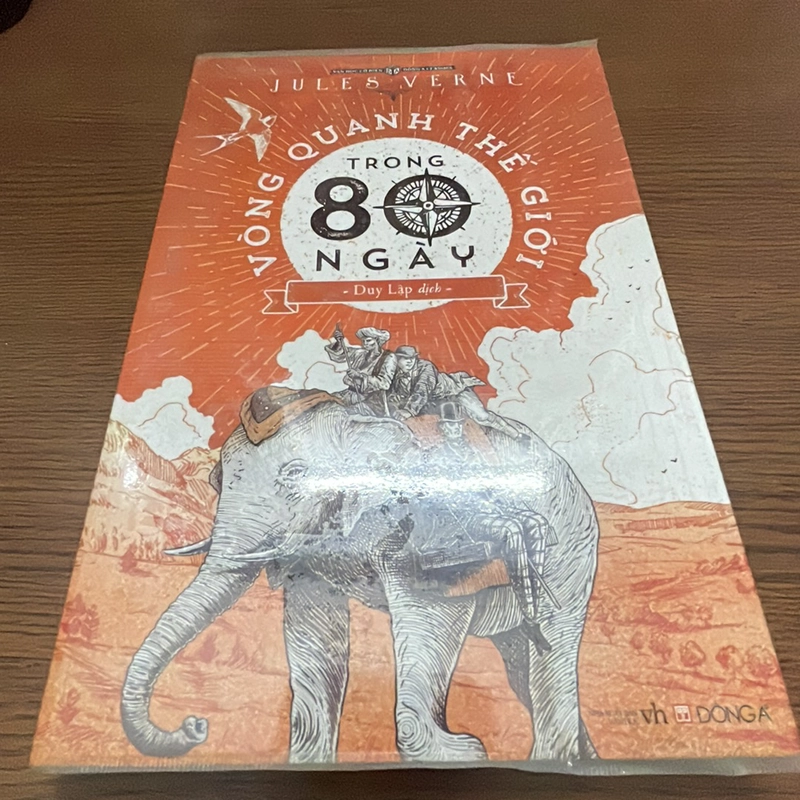 JULES VERNE
VÒNG QUANH THẾ GIỚI
TRONG
80
NGÀY
- Duy Lập dịch -
vh ĐÔNG A